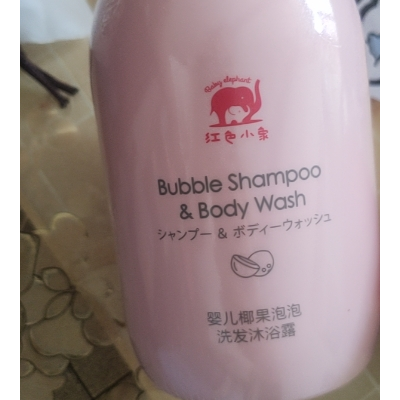 Baby elephant
红色小象
Bubble Shampoo
& Body Wash
シャンプー & ボディーウォッシュ
婴儿椰果泡泡
洗发沐浴露